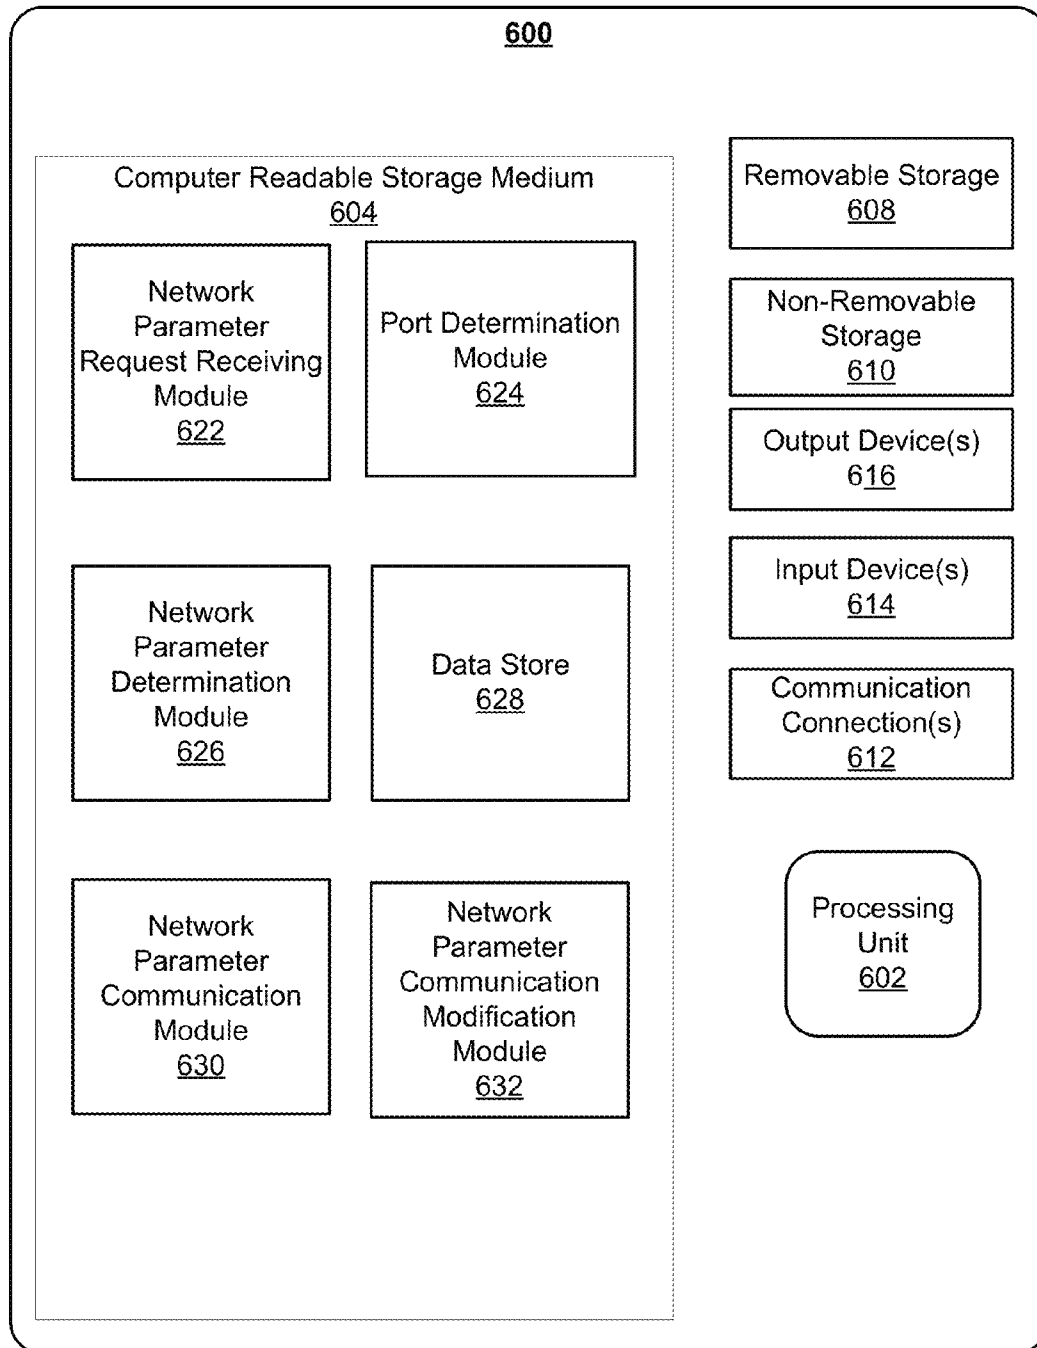 600
Computer Readable Storage Medium
604
Network
Parameter
Request Receiving
Module
622
Port Determination
Module
624
Network
Parameter
Determination
Module
626
Data Store
628
Network
Parameter
Communication
Module
630
Network
Parameter
Communication
Modification
Module
632
Removable Storage
608
Non-Removable
Storage
610
Output Device(s)
616
Input Device(s)
614
Communication
Connection(s)
612
Processing
Unit
602